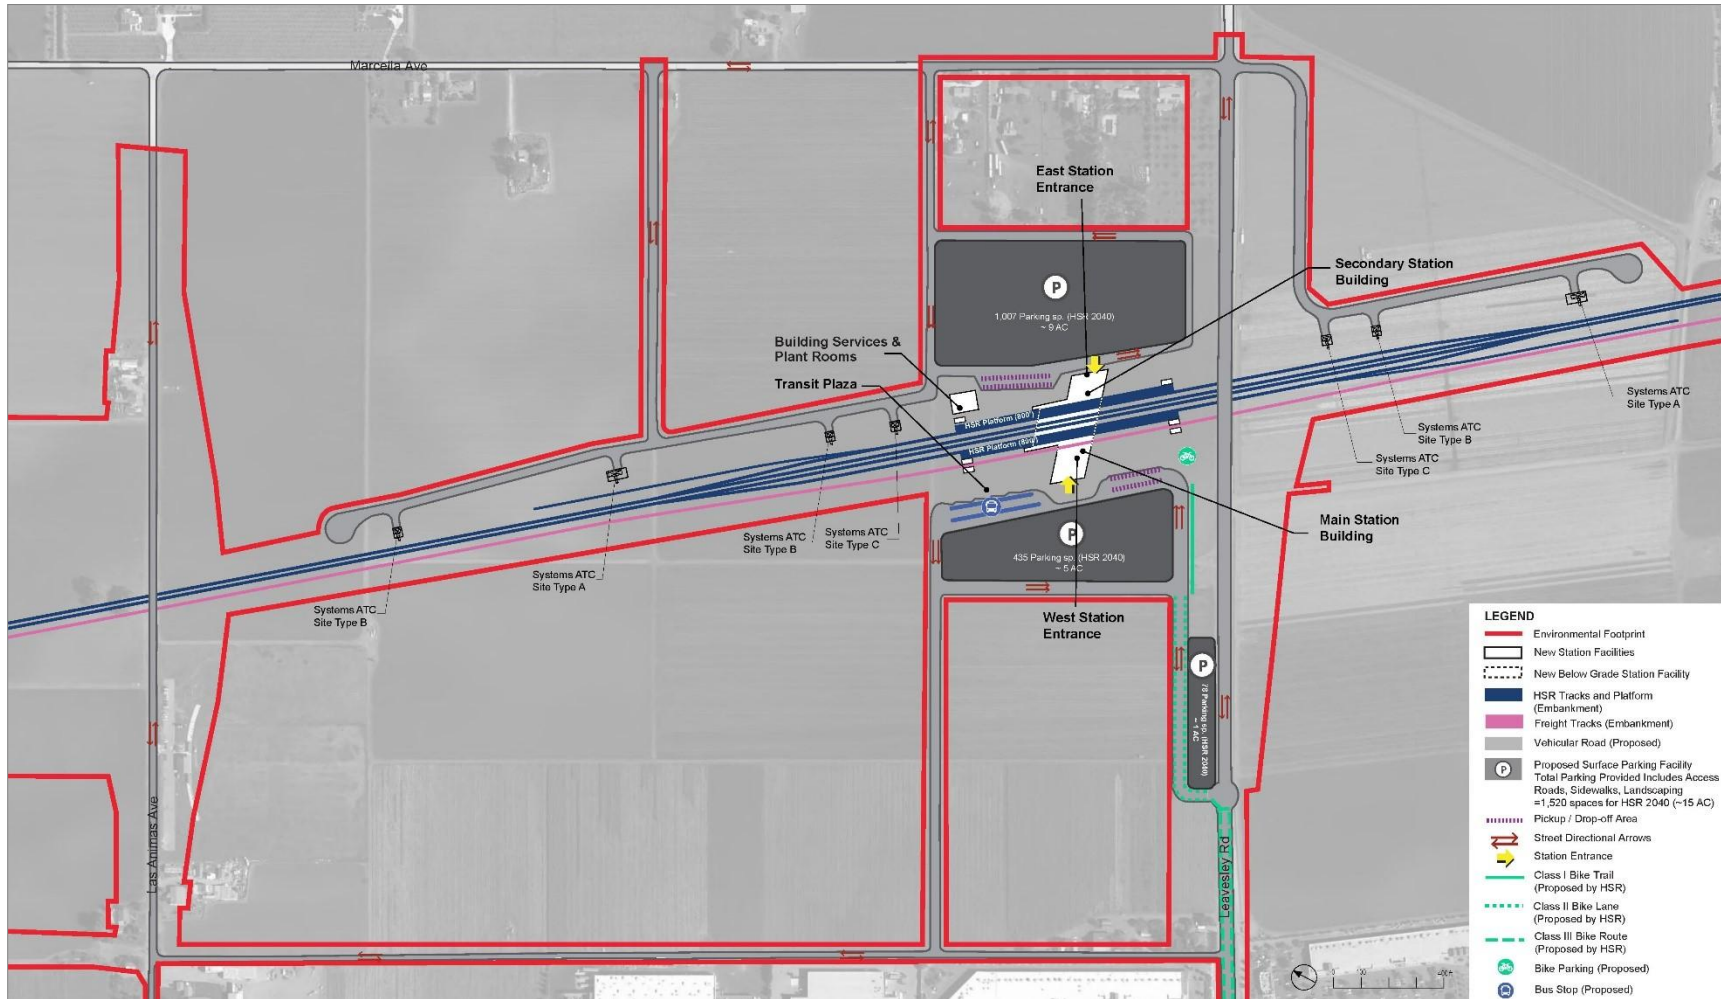 Marcella Ave
East Station
Entrance
Secondary Station
Building
P
1,007 Parking sp. (HSR 2040)
~ 9 AC
Building Services &
Plant Rooms
Transit Plaza
HSR Platform (800')
HSR Platform (800')
Systems ATC
Site Type A
Systems ATC
Site Type B
Systems ATC
Site Type C
Main Station
Building
P
435 Parking sp. (HSR 2040)
~ 5 AC
Systems ATC
Site Type B
Systems ATC
Site Type C
Systems ATC
Site Type A
Systems ATC
Site Type B
West Station
Entrance
P
78 Parking sp. (HSR 2040)
~ 1 AC
Las Animas Ave
Leavesley Rd
LEGEND
Environmental Footprint
New Station Facilities
New Below Grade Station Facility
HSR Tracks and Platform
(Embankment)
Freight Tracks (Embankment)
Vehicular Road (Proposed)
P
Proposed Surface Parking Facility
Total Parking Provided Includes Access
Roads, Sidewalks, Landscaping
=1,520 spaces for HSR 2040 (~15 AC)
Pickup / Drop-off Area
Street Directional Arrows
Station Entrance
Class I Bike Trail
(Proposed by HSR)
Class II Bike Lane
(Proposed by HSR)
Class III Bike Route
(Proposed by HSR)
Bike Parking (Proposed)
Bus Stop (Proposed)